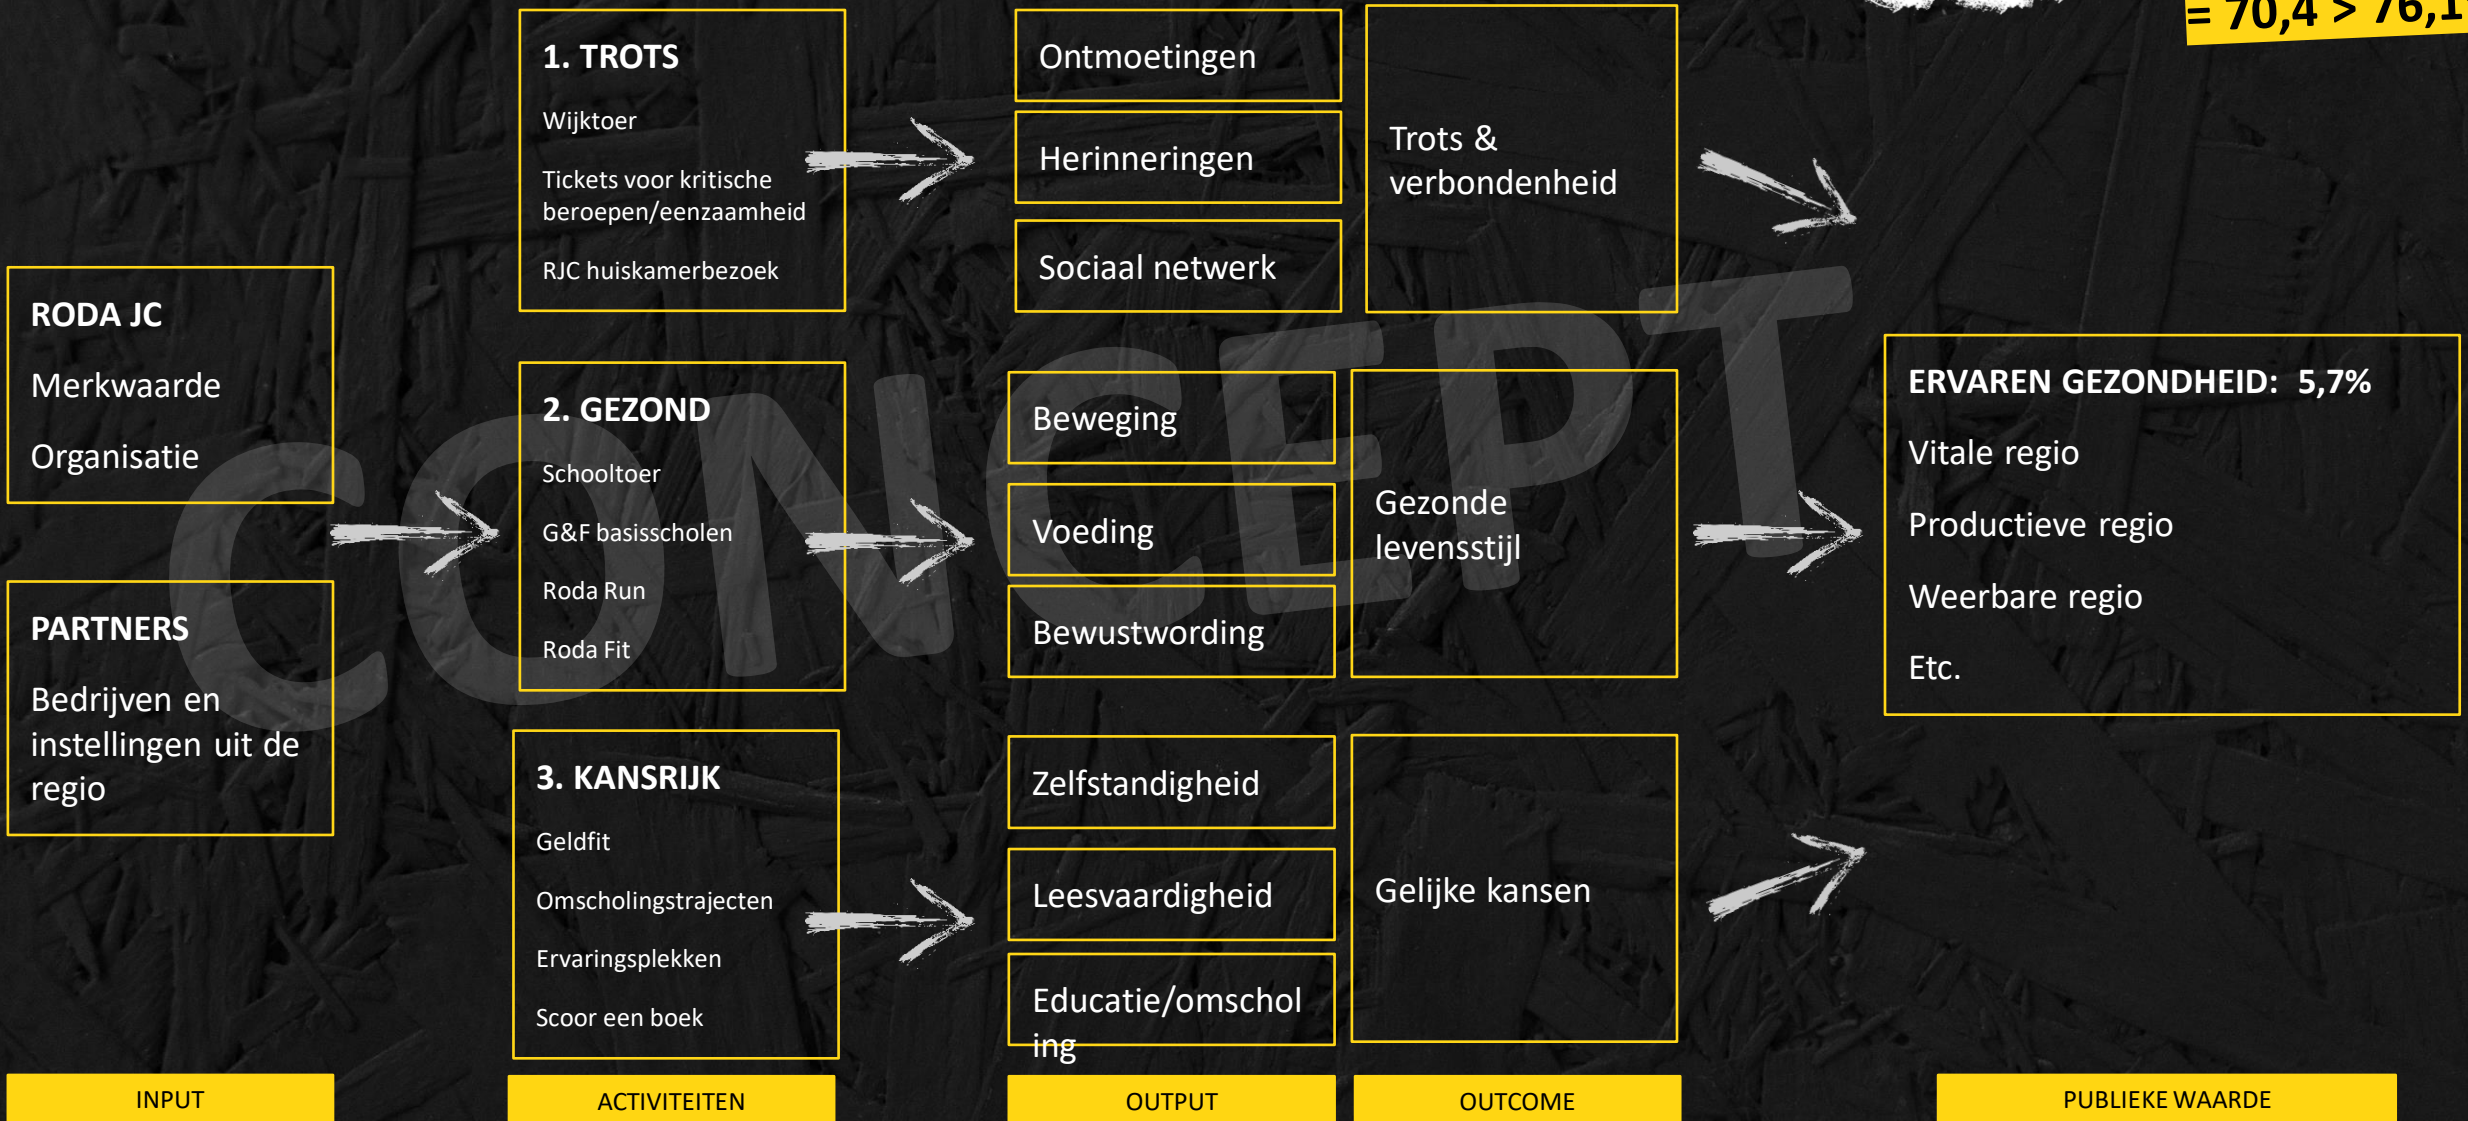 = 70,4 > 76,1
1. TROTS
Wijktoer
Tickets voor kritische
beroepen/eenzaamheid
RJC huiskamerbezoek
Ontmoetingen
Herinneringen
Sociaal netwerk
Trots &
verbondenheid
RODA JC
Merkwaarde
Organisatie
PARTNERS
Bedrijven en
instellingen uit de
regio
2. GEZOND
Schooltoer
G&F basisscholen
Roda Run
Roda Fit
Beweging
Voeding
Bewustwording
Gezonde
levensstijl
ERVAREN GEZONDHEID: 5,7%
Vitale regio
Productieve regio
Weerbare regio
Etc.
3. KANSRIJK
Geldfit
Omscholingstrajecten
Ervaringsplekken
Scoor een boek
Zelfstandigheid
Leesvaardigheid
Educatie/omschol
ing
Gelijke kansen
CONCEPT
INPUT
ACTIVITEITEN
OUTPUT
OUTCOME
PUBLIEKE WAARDE